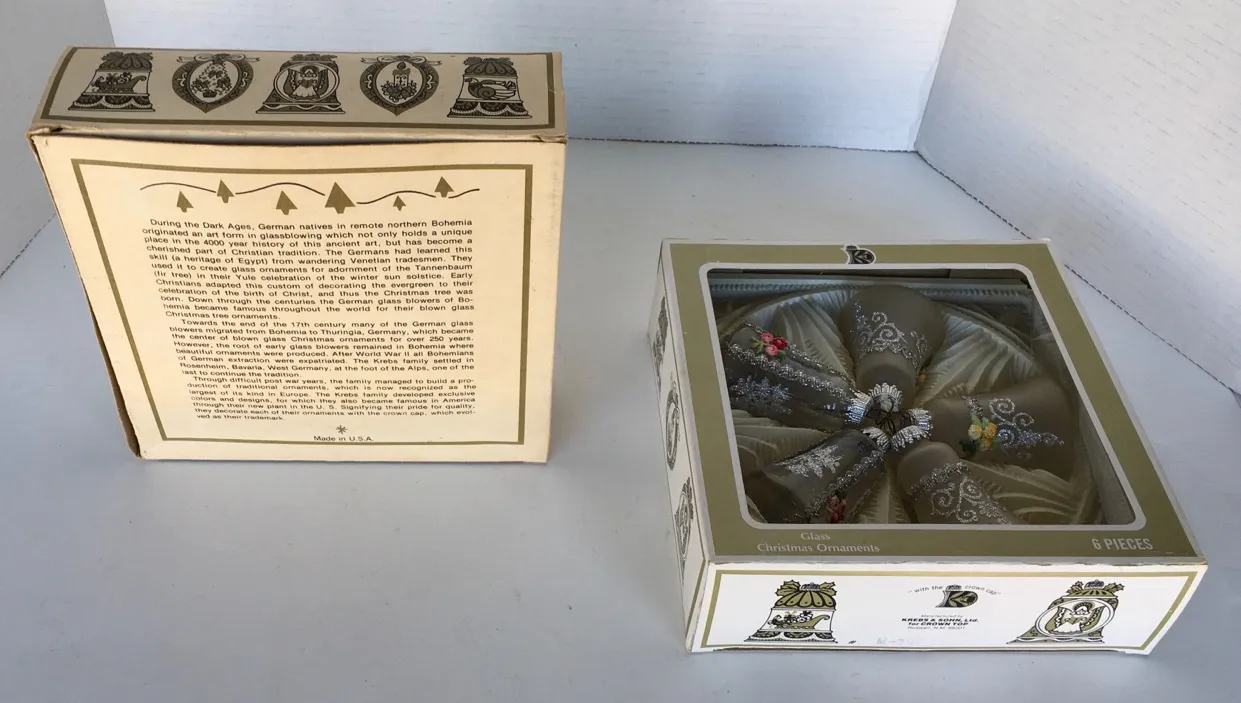 During the Dark Ages, German natives in remote northern Bohemia
originated an art form in glassblowing which not only holds a unique
place in the 4000 year history of this ancient art, but has become a
cherished part of Christian tradition. The Germans had learned this
skill (a heritage of Egypt) from wandering Venetian tradesmen. They
used it to create glass ornaments for adornment of the Tannenbaum
(fir tree) in their Yule celebration of the winter sun solstice. Early
Christians adapted this custom of decorating the evergreen to their
celebration of the birth of Christ, and thus the Christmas tree was
born. Down through the centuries the German glass blowers of Bo-
hemia became famous throughout the world for their blown glass
Christmas tree ornaments.
Towards the end of the 17th century many of the German glass
blowers migrated from Bohemia to Thuringia, Germany, which became
the center of blown glass Christmas ornaments for over 250 years.
However, the root of early glass blowers remained in Bohemia where
beautiful ornaments were produced. After World War II all Bohemians
of German extraction were expatriated. The Krebs family settled in
Rosenheim, Bavaria, West Germany, at the foot of the Alps, one of the
last to continue the tradition.
Through difficult post war years, the family managed to build a pro-
duction of traditional ornaments, which is now recognized as the
largest of its kind in Europe. The Krebs family developed exclusive
colors and designs, for which they also became famous in America
through their new plant in the U. S. Signifying their pride for quality,
they decorate each of their ornaments with the crown cap, which evol-
ved as their trademark.
Made in U.S.A.
Glass
Christmas Ornaments
6 PIECES
"with the crown cap"
Manufactured by
KREBS & SOHN, Ltd.
for CROWN TOP